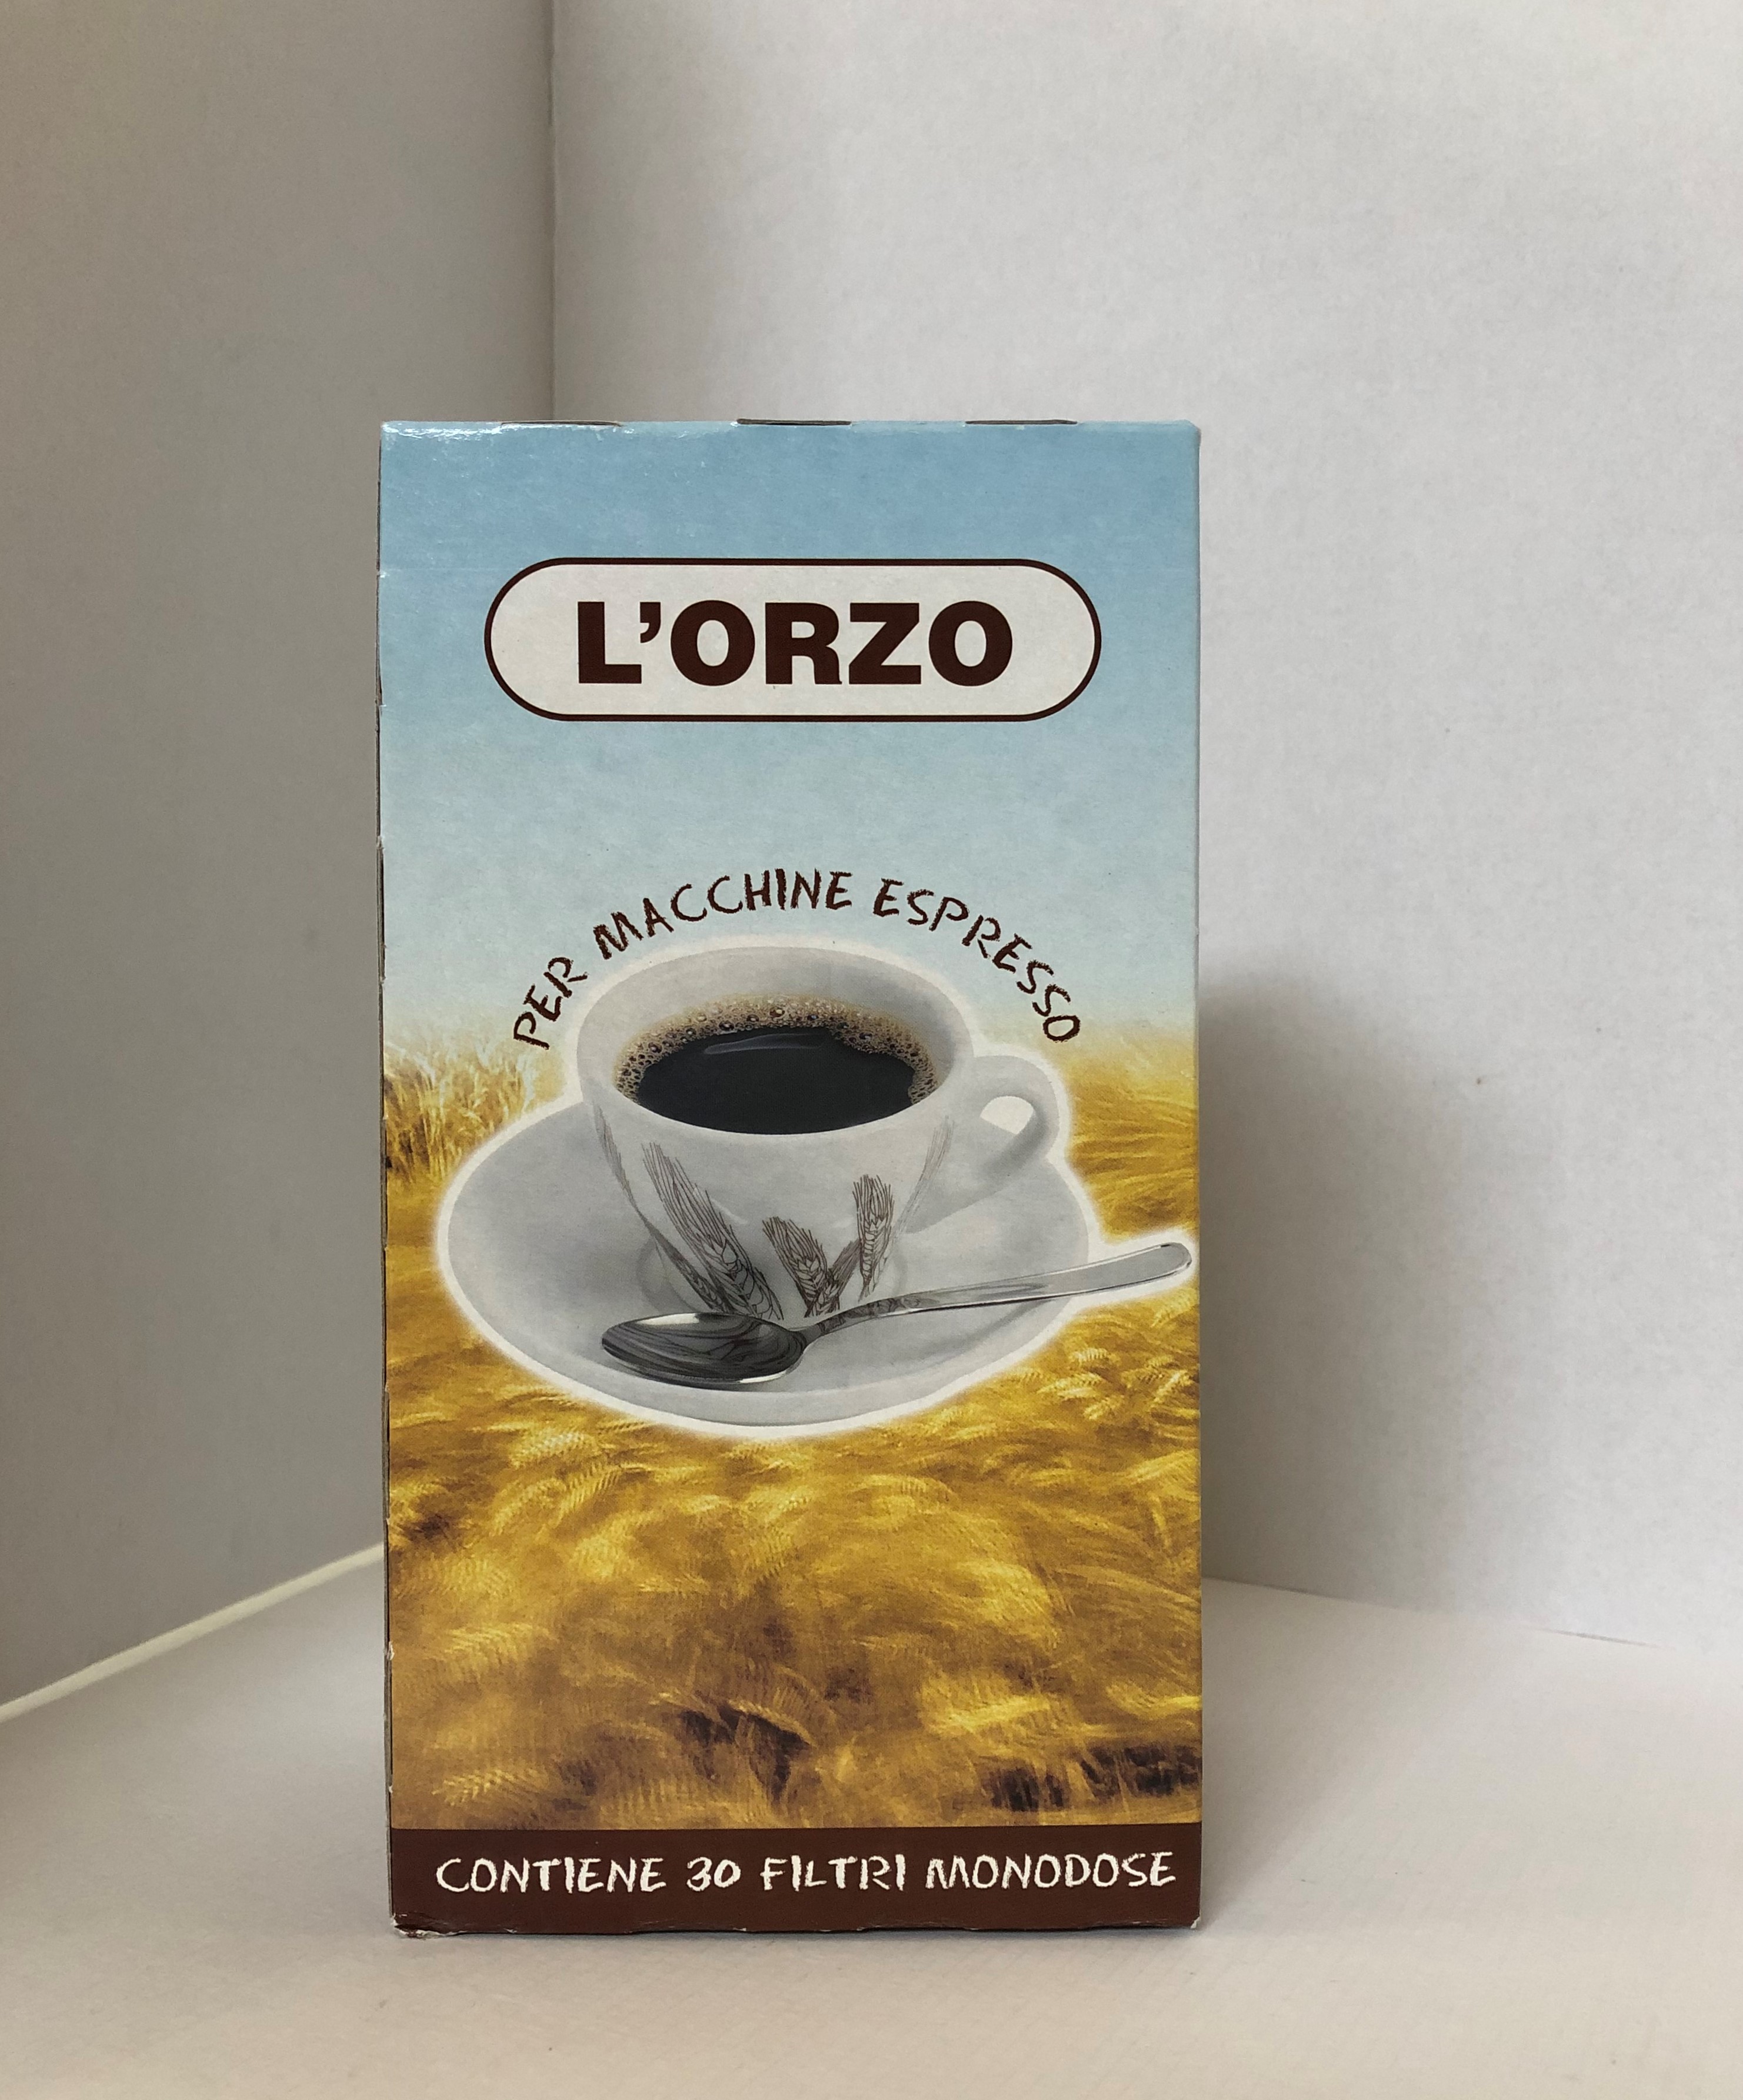 L'ORZO
PER MACCHINE ESPRESSO
CONTIENE 30 FILTRI MONODOSE